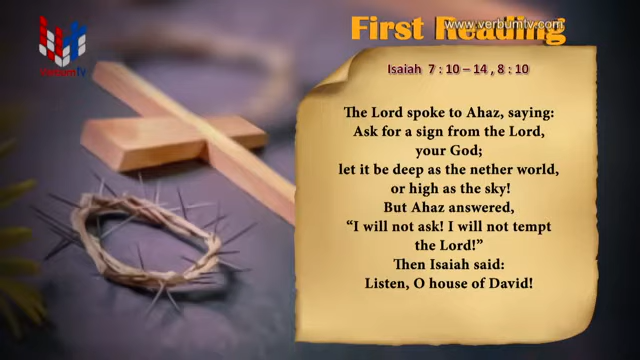 www.verbumtv.com
First Reading
VerbumTV
Isaiah 7 : 10 – 14 , 8 : 10
The Lord spoke to Ahaz, saying:
Ask for a sign from the Lord,
your God;
let it be deep as the nether world,
or high as the sky!
But Ahaz answered,
“I will not ask! I will not tempt
the Lord!”
Then Isaiah said:
Listen, O house of David!